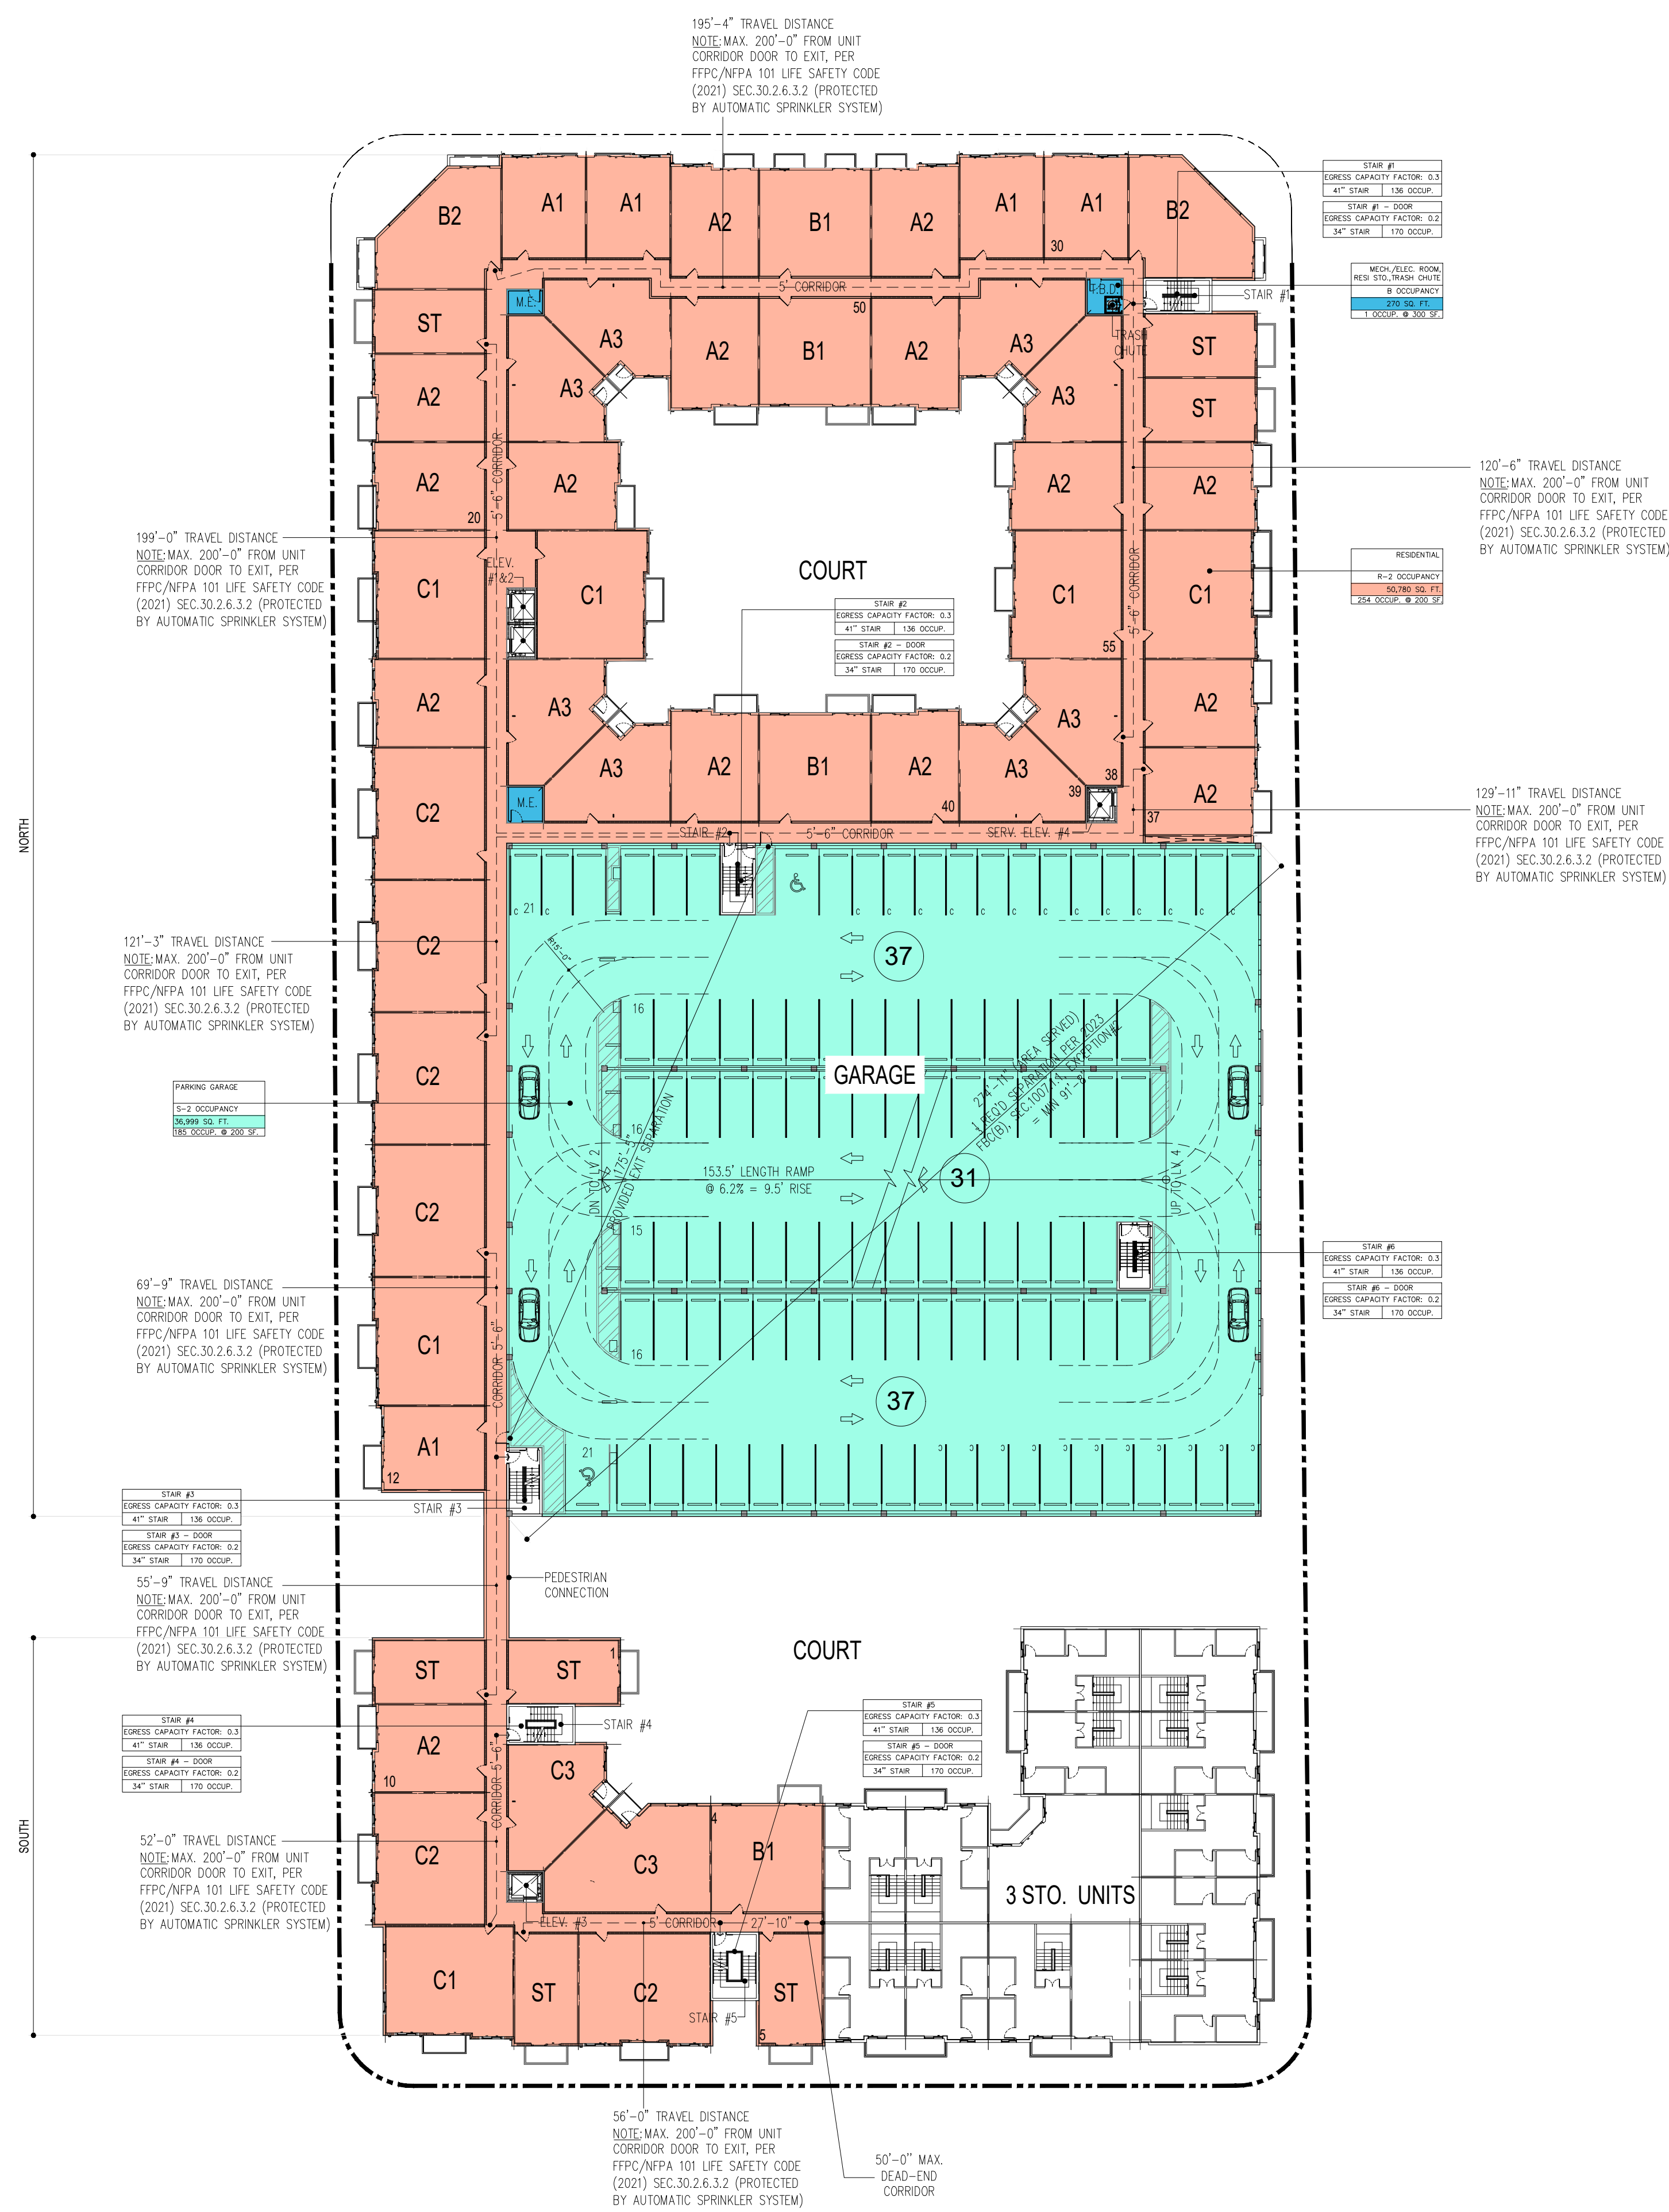 195'-4" TRAVEL DISTANCE
NOTE: MAX. 200'-0" FROM UNIT
CORRIDOR DOOR TO EXIT, PER
FFPC/NFPA 101 LIFE SAFETY CODE
(2021) SEC.30.2.6.3.2 (PROTECTED
BY AUTOMATIC SPRINKLER SYSTEM)
STAIR #1
EGRESS CAPACITY FACTOR: 0.3
41" STAIR 136 OCCUP.
STAIR #1 – DOOR
EGRESS CAPACITY FACTOR: 0.2
34" STAIR 170 OCCUP.
MECH./ELEC. ROOM,
RESI STO.,TRASH CHUTE
B OCCUPANCY
270 SQ. FT.
1 OCCUP. @ 300 SF.
B2
A1
A1
A2
B1
A2
A1
A1
30
B2
5' CORRIDOR
50
M.E.
T.B.D.
STAIR #1
TRASH
CHUTE
ST
A3
A2
B1
A2
A3
ST
A2
A3
A3
ST
5'-6" CORRIDOR
A2
20
A2
A2
A2
120'-6" TRAVEL DISTANCE
NOTE: MAX. 200'-0" FROM UNIT
CORRIDOR DOOR TO EXIT, PER
FFPC/NFPA 101 LIFE SAFETY CODE
(2021) SEC.30.2.6.3.2 (PROTECTED
BY AUTOMATIC SPRINKLER SYSTEM)
199'-0" TRAVEL DISTANCE
NOTE: MAX. 200'-0" FROM UNIT
CORRIDOR DOOR TO EXIT, PER
FFPC/NFPA 101 LIFE SAFETY CODE
(2021) SEC.30.2.6.3.2 (PROTECTED
BY AUTOMATIC SPRINKLER SYSTEM)
ELEV.
#1&2
COURT
5'-6" CORRIDOR
RESIDENTIAL
R-2 OCCUPANCY
50,780 SQ. FT.
254 OCCUP. @ 200 SF.
C1
C1
C1
C1
55
STAIR #2
EGRESS CAPACITY FACTOR: 0.3
41" STAIR 136 OCCUP.
STAIR #2 – DOOR
EGRESS CAPACITY FACTOR: 0.2
34" STAIR 170 OCCUP.
A2
A3
A3
A2
C2
A3
A2
B1
A2
A3
38
39
40
A2
37
M.E.
STAIR #2
5'-6" CORRIDOR
SERV. ELEV. #4
129'-11" TRAVEL DISTANCE
NOTE: MAX. 200'-0" FROM UNIT
CORRIDOR DOOR TO EXIT, PER
FFPC/NFPA 101 LIFE SAFETY CODE
(2021) SEC.30.2.6.3.2 (PROTECTED
BY AUTOMATIC SPRINKLER SYSTEM)
NORTH
C
21
C
C
C
C
C
C
C
C
C
C
C
C
C
121'-3" TRAVEL DISTANCE
NOTE: MAX. 200'-0" FROM UNIT
CORRIDOR DOOR TO EXIT, PER
FFPC/NFPA 101 LIFE SAFETY CODE
(2021) SEC.30.2.6.3.2 (PROTECTED
BY AUTOMATIC SPRINKLER SYSTEM)
C2
R15'-0"
37
16
C2
GARAGE
274'-11" (AREA SERVED)
REQ'D SEPARATION PER 2023
FBC(B), SEC.1007.1.1, EXCEPTION#2
= MIN 91'-8"
PARKING GARAGE
S-2 OCCUPANCY
36,999 SQ. FT.
185 OCCUP. @ 200 SF.
16
175'-5"
PROVIDED EXIT SEPARATION
DN TO LV 2
153.5' LENGTH RAMP
@ 6.2% = 9.5' RISE
31
UP TO LV 4
C2
15
STAIR #6
EGRESS CAPACITY FACTOR: 0.3
41" STAIR 136 OCCUP.
STAIR #6 – DOOR
EGRESS CAPACITY FACTOR: 0.2
34" STAIR 170 OCCUP.
69'-9" TRAVEL DISTANCE
NOTE: MAX. 200'-0" FROM UNIT
CORRIDOR DOOR TO EXIT, PER
FFPC/NFPA 101 LIFE SAFETY CODE
(2021) SEC.30.2.6.3.2 (PROTECTED
BY AUTOMATIC SPRINKLER SYSTEM)
C1
CORRIDOR 5'-6"
16
37
A1
12
21
STAIR #3
EGRESS CAPACITY FACTOR: 0.3
41" STAIR 136 OCCUP.
STAIR #3 – DOOR
EGRESS CAPACITY FACTOR: 0.2
34" STAIR 170 OCCUP.
STAIR #3
55'-9" TRAVEL DISTANCE
NOTE: MAX. 200'-0" FROM UNIT
CORRIDOR DOOR TO EXIT, PER
FFPC/NFPA 101 LIFE SAFETY CODE
(2021) SEC.30.2.6.3.2 (PROTECTED
BY AUTOMATIC SPRINKLER SYSTEM)
PEDESTRIAN
CONNECTION
COURT
ST
ST
1
STAIR #4
EGRESS CAPACITY FACTOR: 0.3
41" STAIR 136 OCCUP.
STAIR #4 – DOOR
EGRESS CAPACITY FACTOR: 0.2
34" STAIR 170 OCCUP.
STAIR #4
A2
10
CORRIDOR 5'-6"
C3
STAIR #5
EGRESS CAPACITY FACTOR: 0.3
41" STAIR 136 OCCUP.
STAIR #5 – DOOR
EGRESS CAPACITY FACTOR: 0.2
34" STAIR 170 OCCUP.
SOUTH
52'-0" TRAVEL DISTANCE
NOTE: MAX. 200'-0" FROM UNIT
CORRIDOR DOOR TO EXIT, PER
FFPC/NFPA 101 LIFE SAFETY CODE
(2021) SEC.30.2.6.3.2 (PROTECTED
BY AUTOMATIC SPRINKLER SYSTEM)
C2
C3
4
B1
3 STO. UNITS
ELEV. #3
5' CORRIDOR
27'-10"
C1
ST
C2
STAIR #5
ST
5
56'-0" TRAVEL DISTANCE
NOTE: MAX. 200'-0" FROM UNIT
CORRIDOR DOOR TO EXIT, PER
FFPC/NFPA 101 LIFE SAFETY CODE
(2021) SEC.30.2.6.3.2 (PROTECTED
BY AUTOMATIC SPRINKLER SYSTEM)
50'-0" MAX.
DEAD-END
CORRIDOR